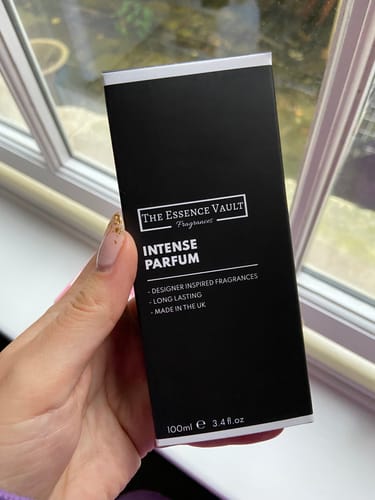 THE ESSENCE VAULT
Fragrances
INTENSE
PARFUM
- DESIGNER INSPIRED FRAGRANCES
- LONG LASTING
- MADE IN THE UK
100ml ℮ 3.4 fl.oz